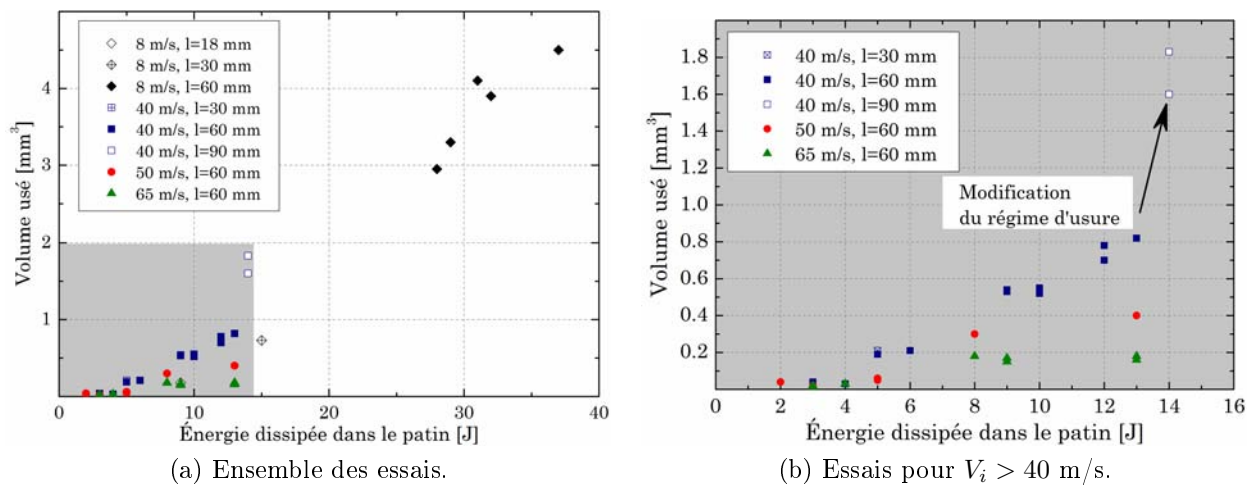 Volume usé [mm³]
4
3
2
1
0
10
20
30
40
Énergie dissipée dans le patin [J]
8 m/s, l=18 mm
8 m/s, l=30 mm
8 m/s, l=60 mm
40 m/s, l=30 mm
40 m/s, l=60 mm
40 m/s, l=90 mm
50 m/s, l=60 mm
65 m/s, l=60 mm
(a) Ensemble des essais.
Volume usé [mm³]
1.8
1.6
1.4
1.2
1.0
0.8
0.6
0.4
0.2
0
2
4
6
8
10
12
14
16
Énergie dissipée dans le patin [J]
40 m/s, l=30 mm
40 m/s, l=60 mm
40 m/s, l=90 mm
50 m/s, l=60 mm
65 m/s, l=60 mm
Modification
du régime d'usure
(b) Essais pour Vᵢ > 40 m/s.